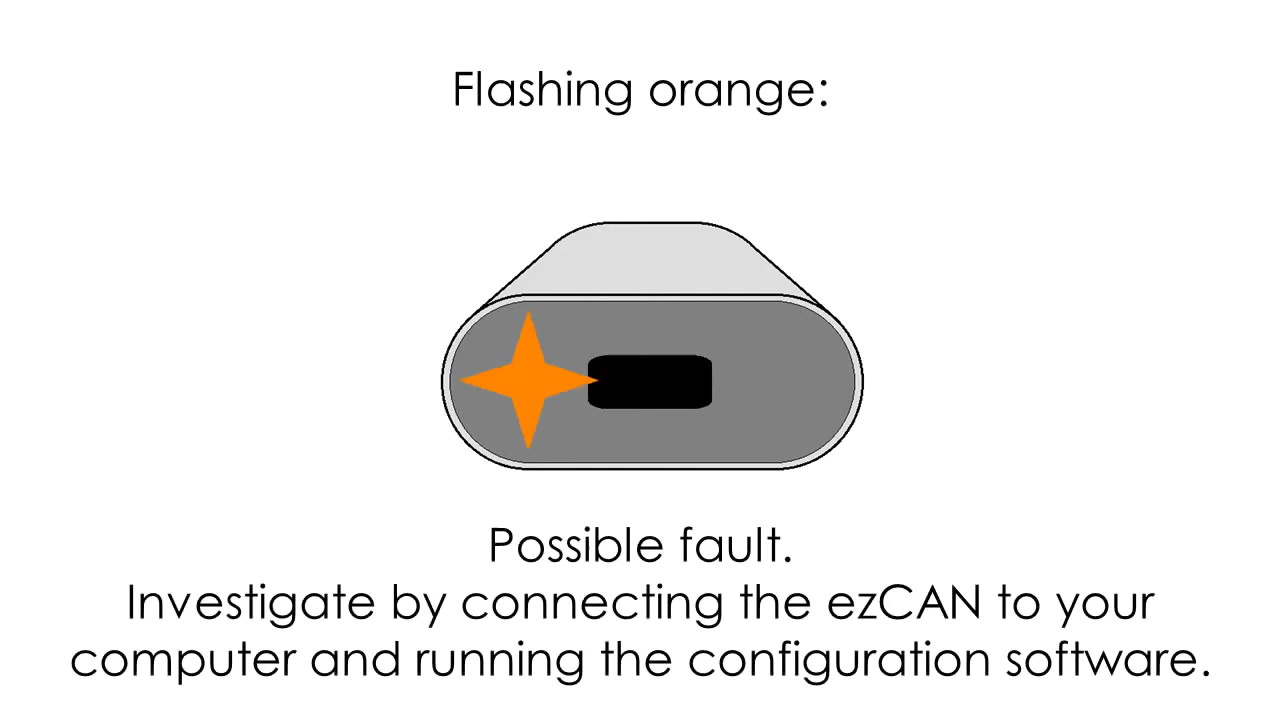 Flashing orange:
Possible fault.
Investigate by connecting the ezCAN to your
computer and running the configuration software.